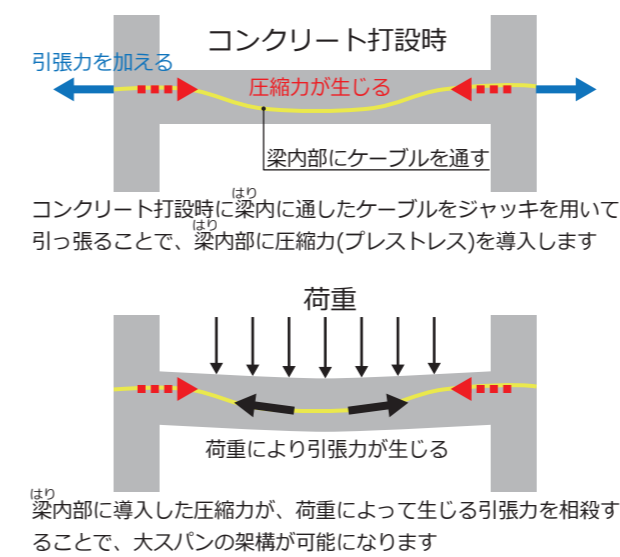 コンクリート打設時
引張力を加える
圧縮力が生じる
梁内部にケーブルを通す
はり
コンクリート打設時に梁内に通したケーブルをジャッキを用いて
はり
引っ張ることで、梁内部に圧縮力(プレストレス)を導入します
荷重
荷重により引張力が生じる
はり
梁内部に導入した圧縮力が、荷重によって生じる引張力を相殺す
ることで、大スパンの架構が可能になります